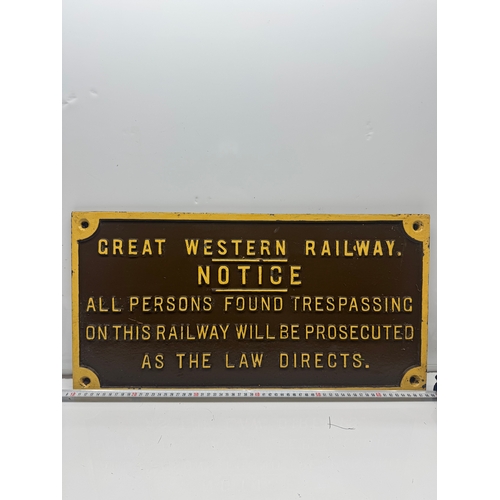 GREAT WESTERN RAILWAY.
NOTICE
ALL PERSONS FOUND TRESPASSING
ON THIS RAILWAY WILL BE PROSECUTED
AS THE LAW DIRECTS.